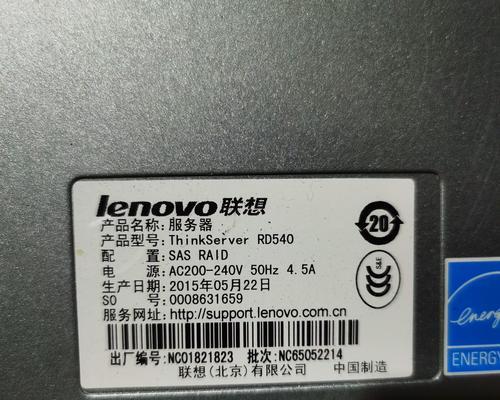 lenovo联想
产品名称:服务器
产品型号:ThinkServer RD540
配 置:SAS RAID
电 源:AC200-240V 50Hz 4.5A
生产日期:2015年05月22日
SO 号:0008631659
服务网址:http://support.lenovo.com.cn
出厂编号:NC01821823 批次:NC65052214
联想(北京)有限公司 中国制造
20
energy
ENERGY